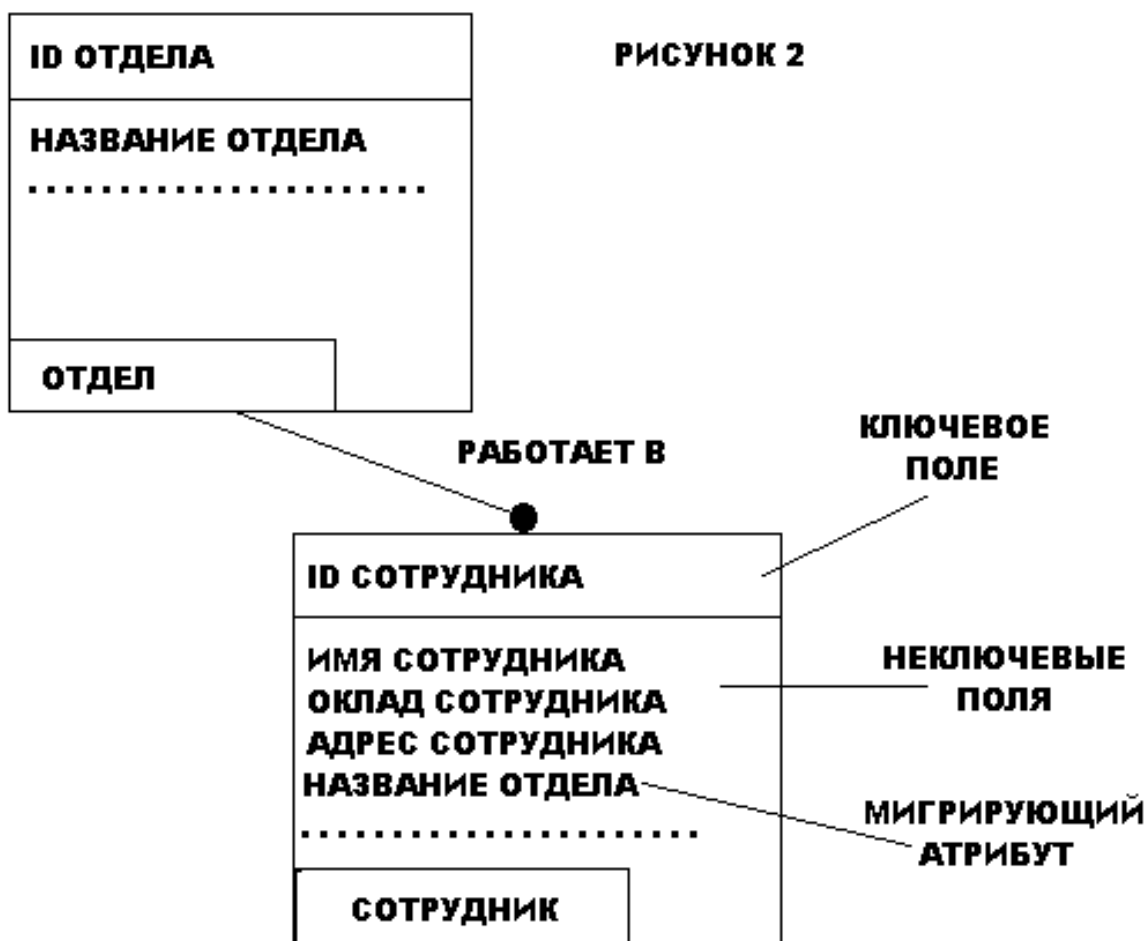 ID ОТДЕЛА
РИСУНОК 2
НАЗВАНИЕ ОТДЕЛА
ОТДЕЛ
РАБОТАЕТ В
КЛЮЧЕВОЕ
ПОЛЕ
ID СОТРУДНИКА
ИМЯ СОТРУДНИКА
ОКЛАД СОТРУДНИКА
АДРЕС СОТРУДНИКА
НАЗВАНИЕ ОТДЕЛА
НЕКЛЮЧЕВЫЕ
ПОЛЯ
МИГРИРУЮЩИЙ
АТРИБУТ
СОТРУДНИК